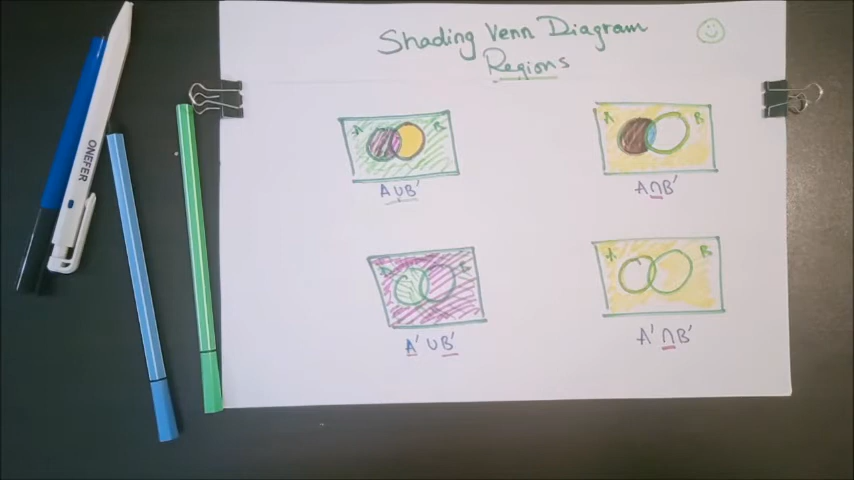 Shading Venn Diagram
Regions
A B
A∪B'
A B
A∩B'
A B
A'∪B'
A B
A'∩B'
ONEFER